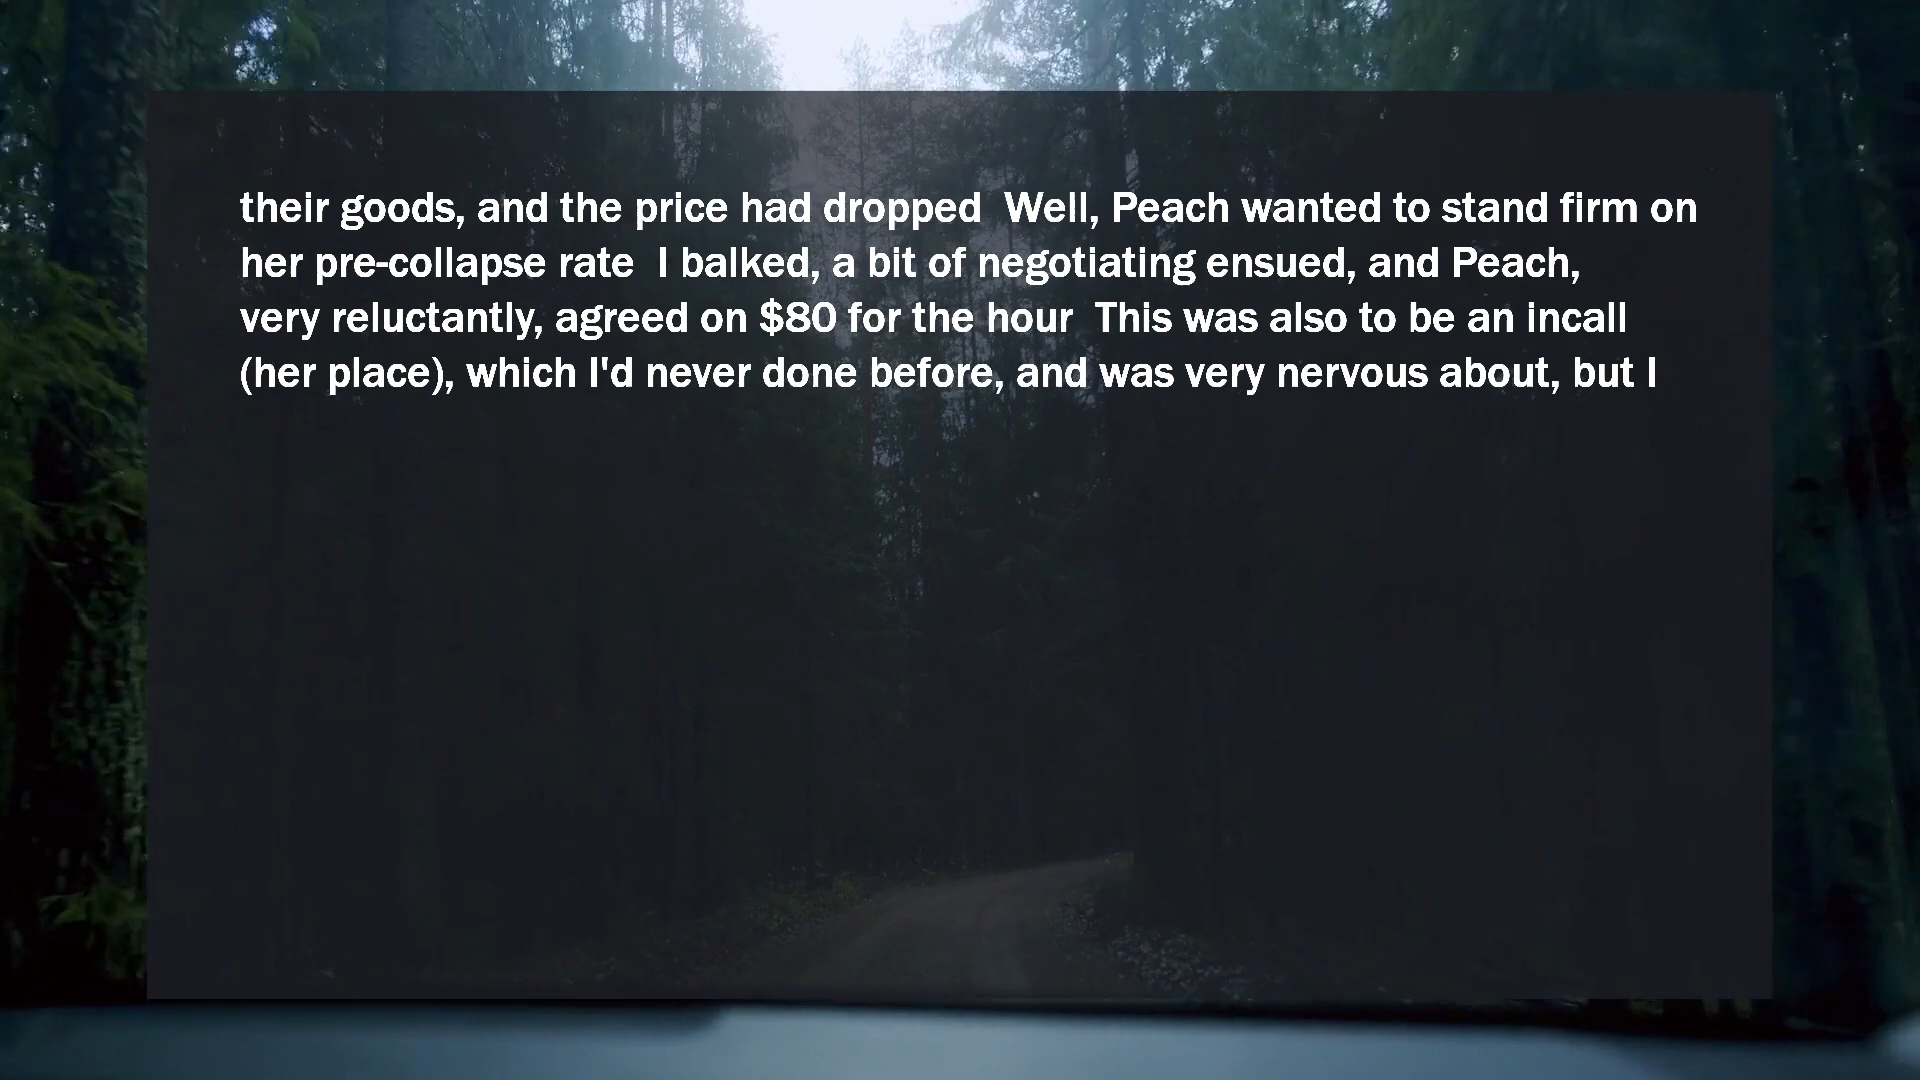 their goods, and the price had dropped  Well, Peach wanted to stand firm on
her pre-collapse rate  I balked, a bit of negotiating ensued, and Peach,
very reluctantly, agreed on $80 for the hour  This was also to be an incall
(her place), which I'd never done before, and was very nervous about, but I